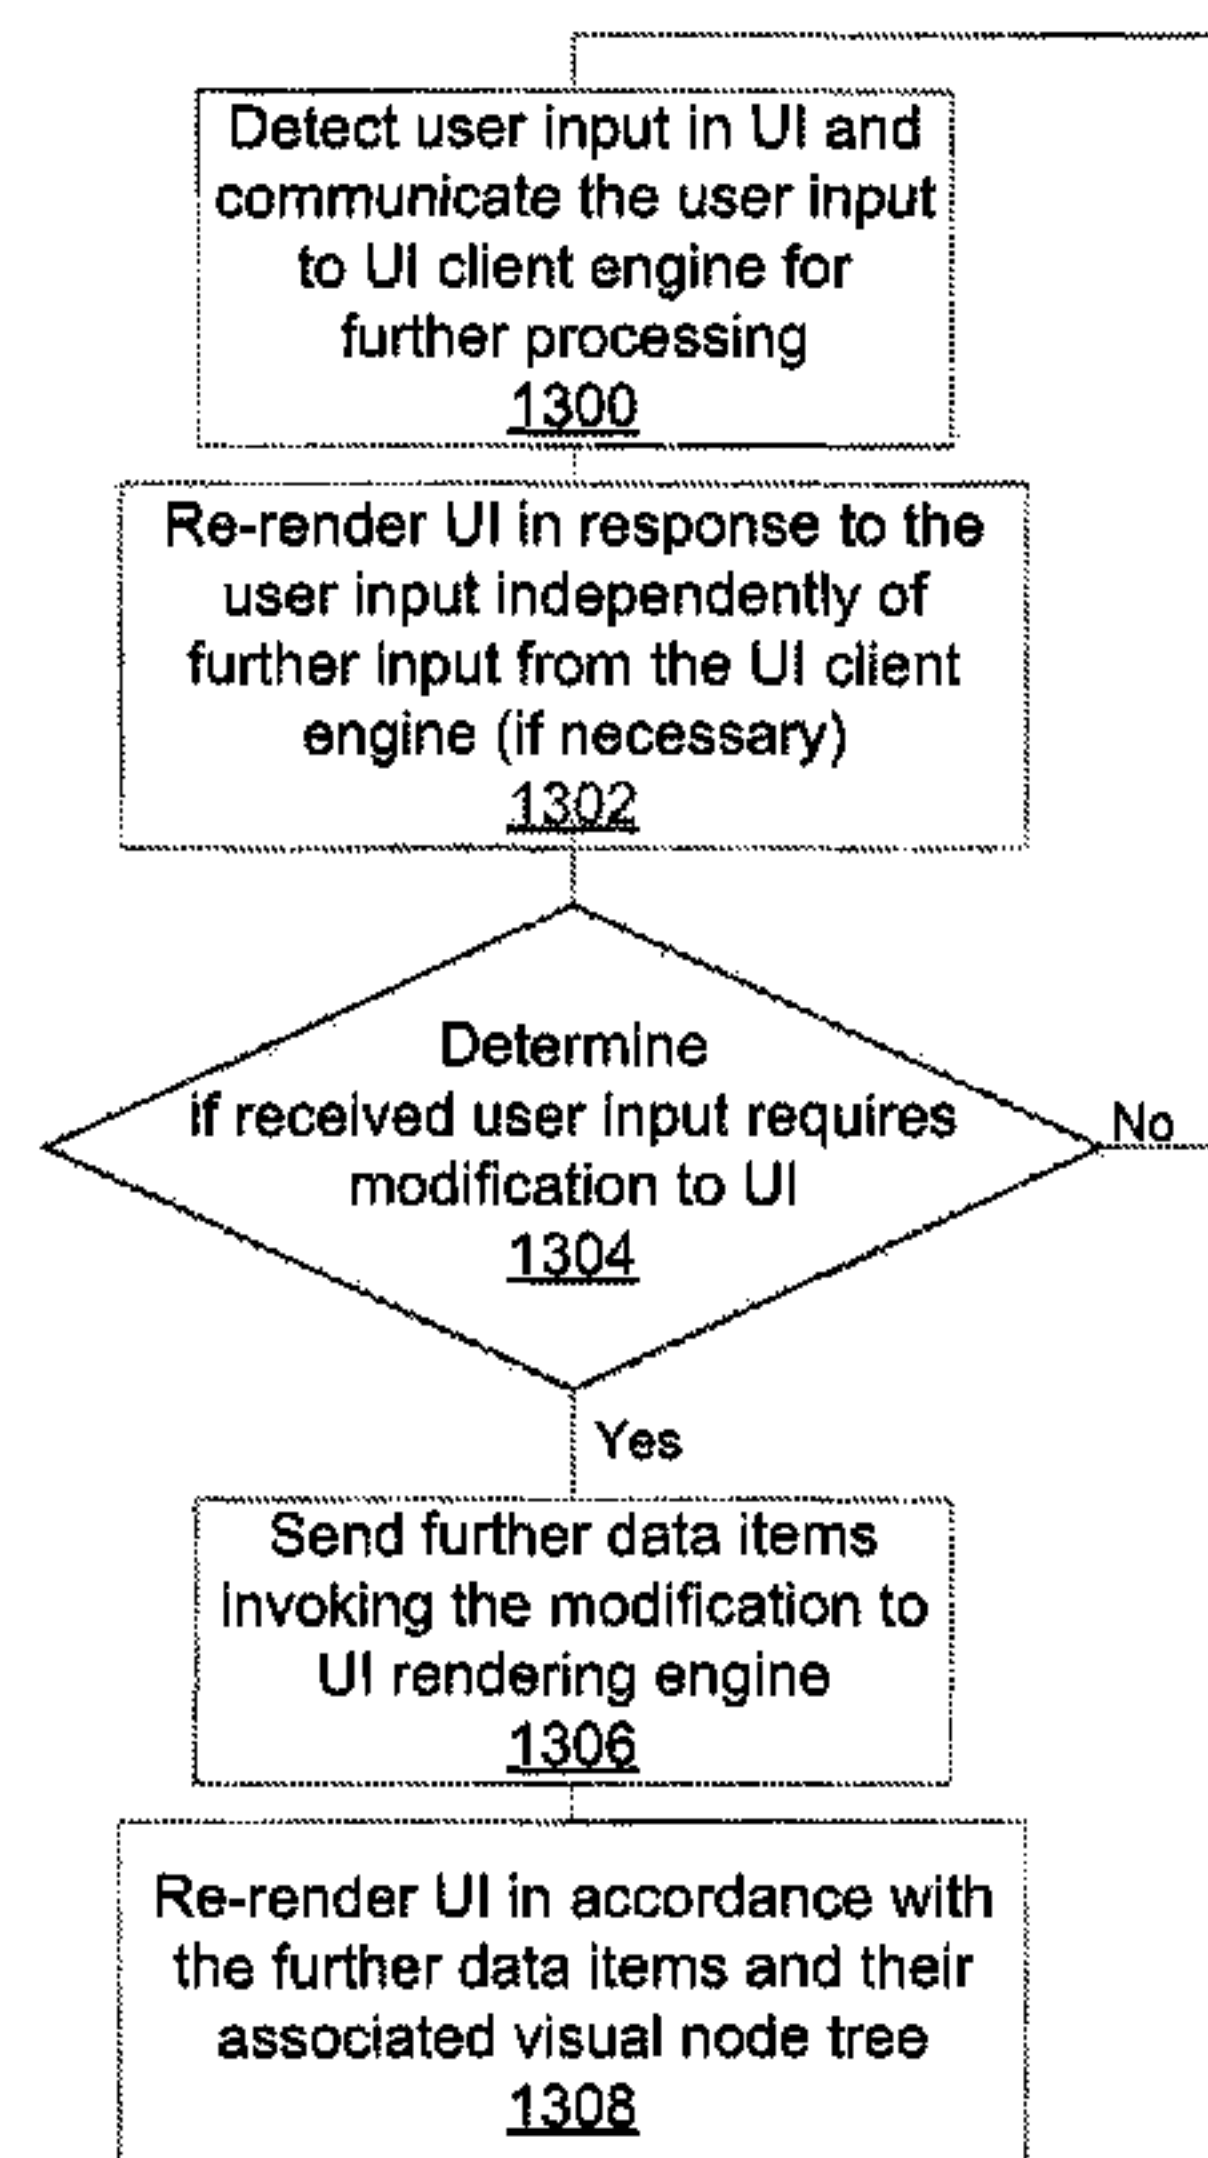 Detect user input in UI and
communicate the user input
to UI client engine for
further processing
1300
Re-render UI in response to the
user input independently of
further input from the UI client
engine (if necessary)
1302
Determine
if received user input requires
modification to UI
1304
No
Yes
Send further data items
invoking the modification to
UI rendering engine
1306
Re-render UI in accordance with
the further data items and their
associated visual node tree
1308